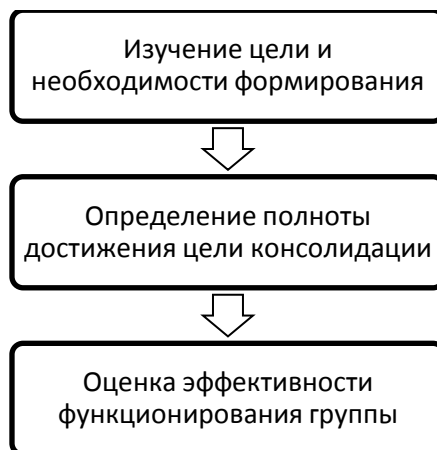 Изучение цели и
необходимости формирования
Определение полноты
достижения цели консолидации
Оценка эффективности
функционирования группы